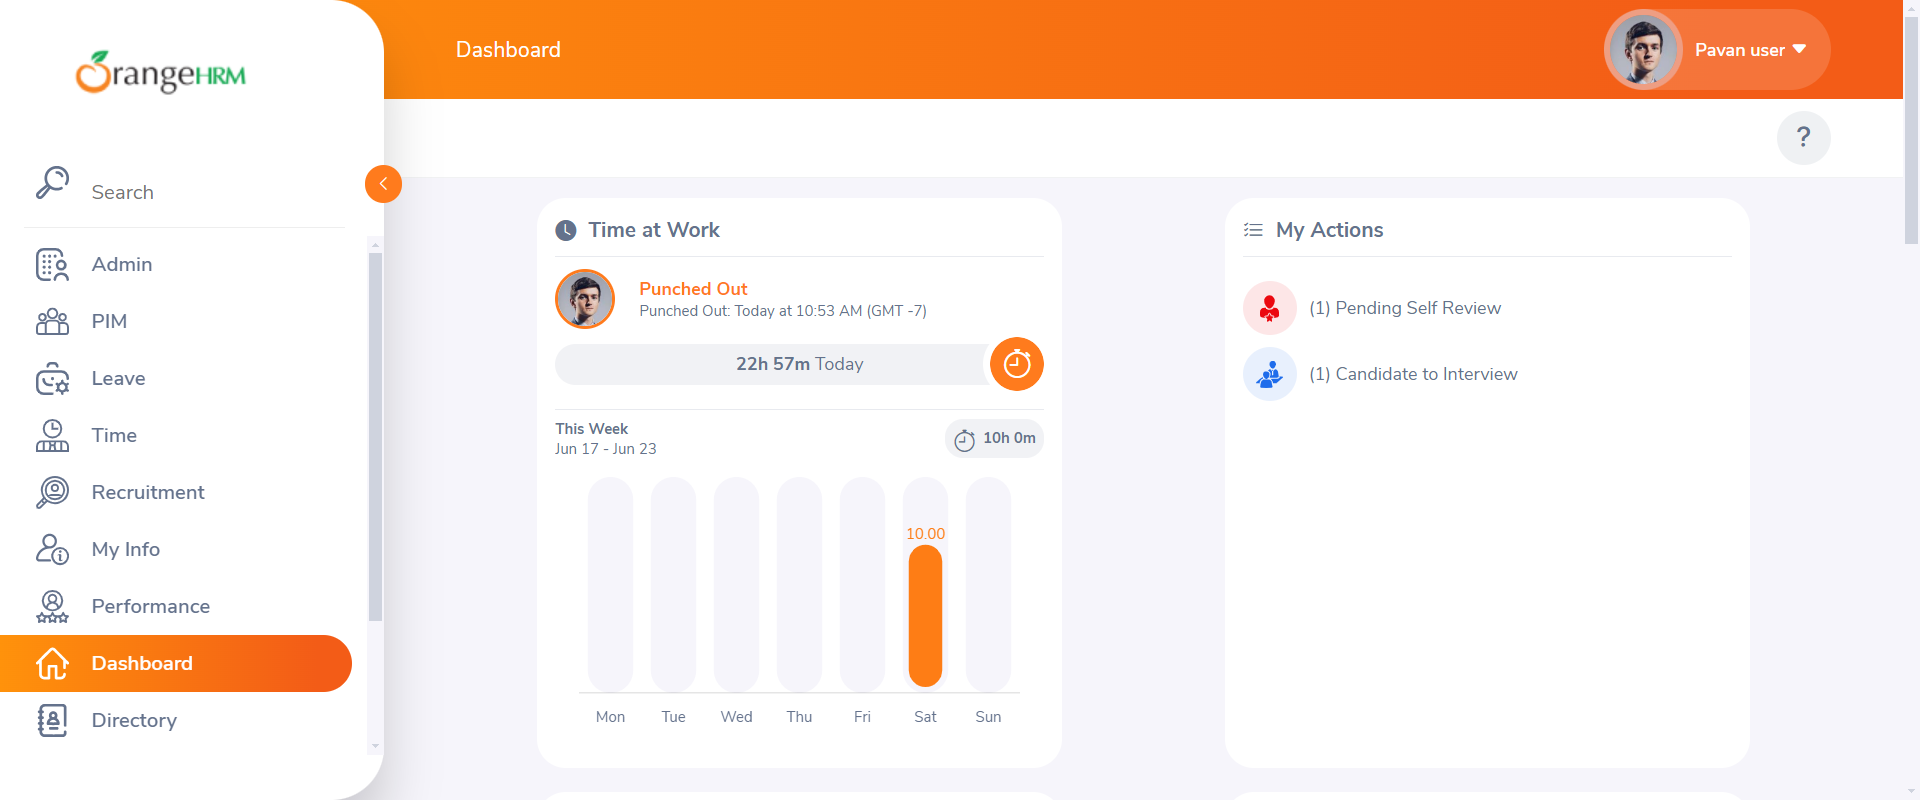 OrangeHRM
Search
Admin
PIM
Leave
Time
Recruitment
My Info
Performance
Dashboard
Directory
Dashboard
Pavan user
?
Time at Work
Punched Out
Punched Out: Today at 10:53 AM (GMT -7)
22h 57m Today
This Week
Jun 17 - Jun 23
10h 0m
10.00
Mon Tue Wed Thu Fri Sat Sun
My Actions
(1) Pending Self Review
(1) Candidate to Interview